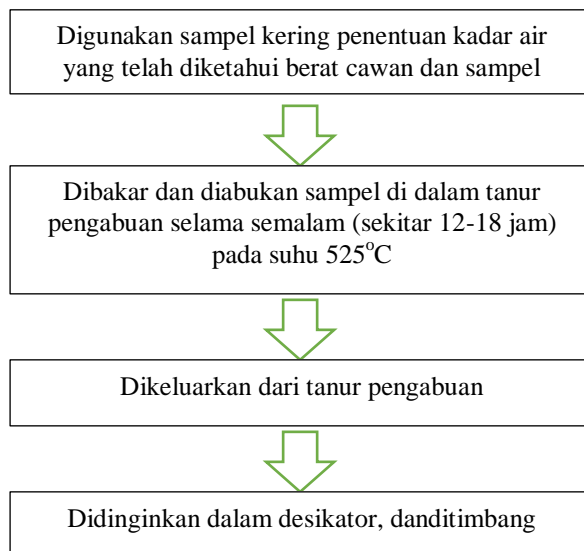 Digunakan sampel kering penentuan kadar air
yang telah diketahui berat cawan dan sampel
Dibakar dan diabukan sampel di dalam tanur
pengabuan selama semalam (sekitar 12-18 jam)
pada suhu 525°C
Dikeluarkan dari tanur pengabuan
Didinginkan dalam desikator, danditimbang